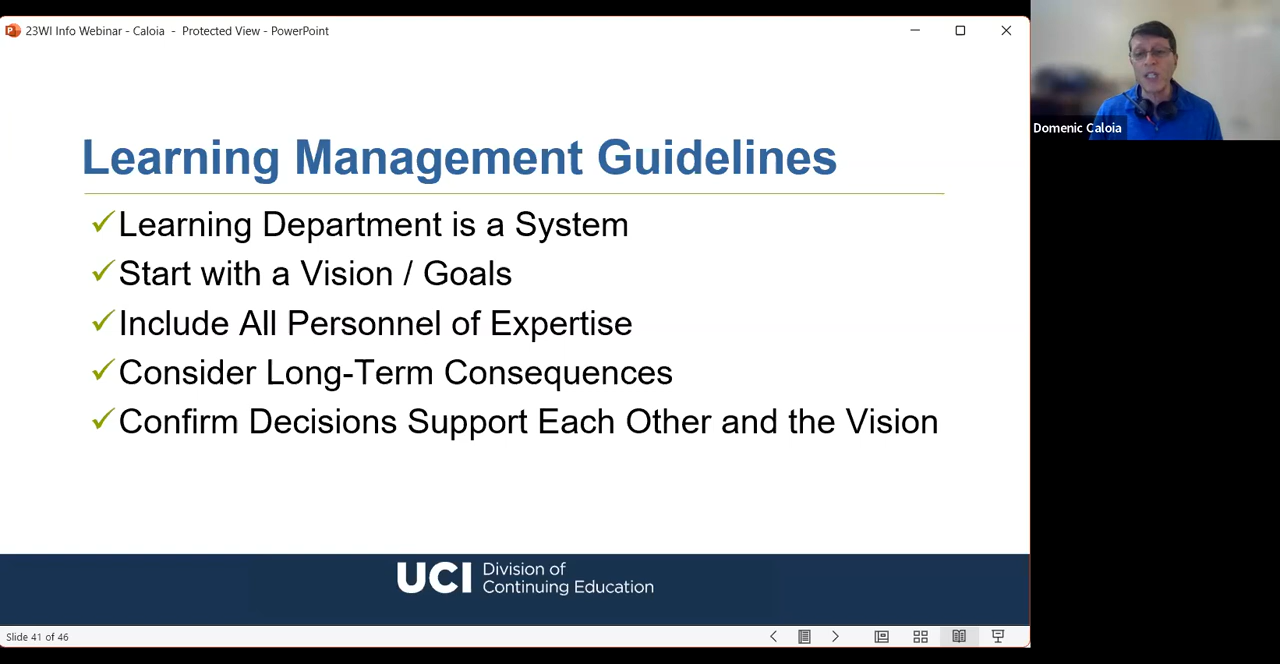 23WI Info Webinar - Caloia - Protected View - PowerPoint
Domenic Caloia
Learning Management Guidelines
✓Learning Department is a System
✓Start with a Vision / Goals
✓Include All Personnel of Expertise
✓Consider Long-Term Consequences
✓Confirm Decisions Support Each Other and the Vision
UCI
Division of
Continuing Education
Slide 41 of 46